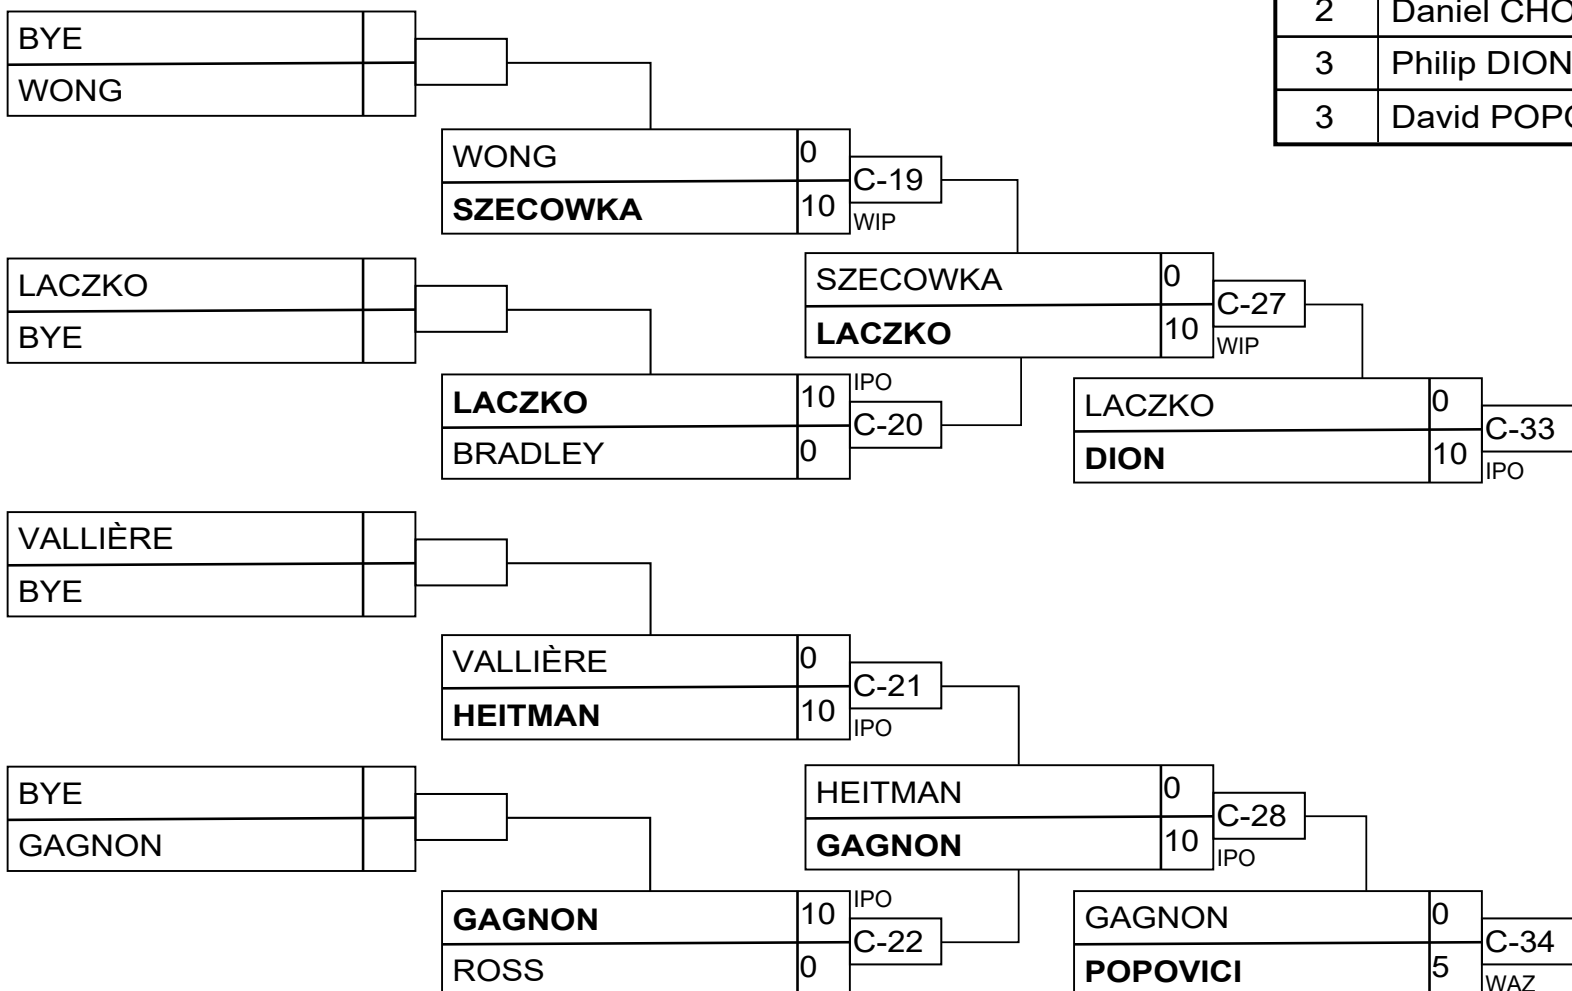 2 Daniel CHO
3 Philip DION
3 David POPO
BYE
WONG
WONG 0
SZECOWKA 10
C-19
WIP
LACZKO
BYE
SZECOWKA 0
LACZKO 10
C-27
WIP
LACZKO 10
BRADLEY 0
IPO
C-20
LACZKO 0
DION 10
C-33
IPO
VALLIÈRE
BYE
VALLIÈRE 0
HEITMAN 10
C-21
IPO
BYE
GAGNON
HEITMAN 0
GAGNON 10
C-28
IPO
GAGNON 10
ROSS 0
IPO
C-22
GAGNON 0
POPOVICI 5
C-34
WAZ